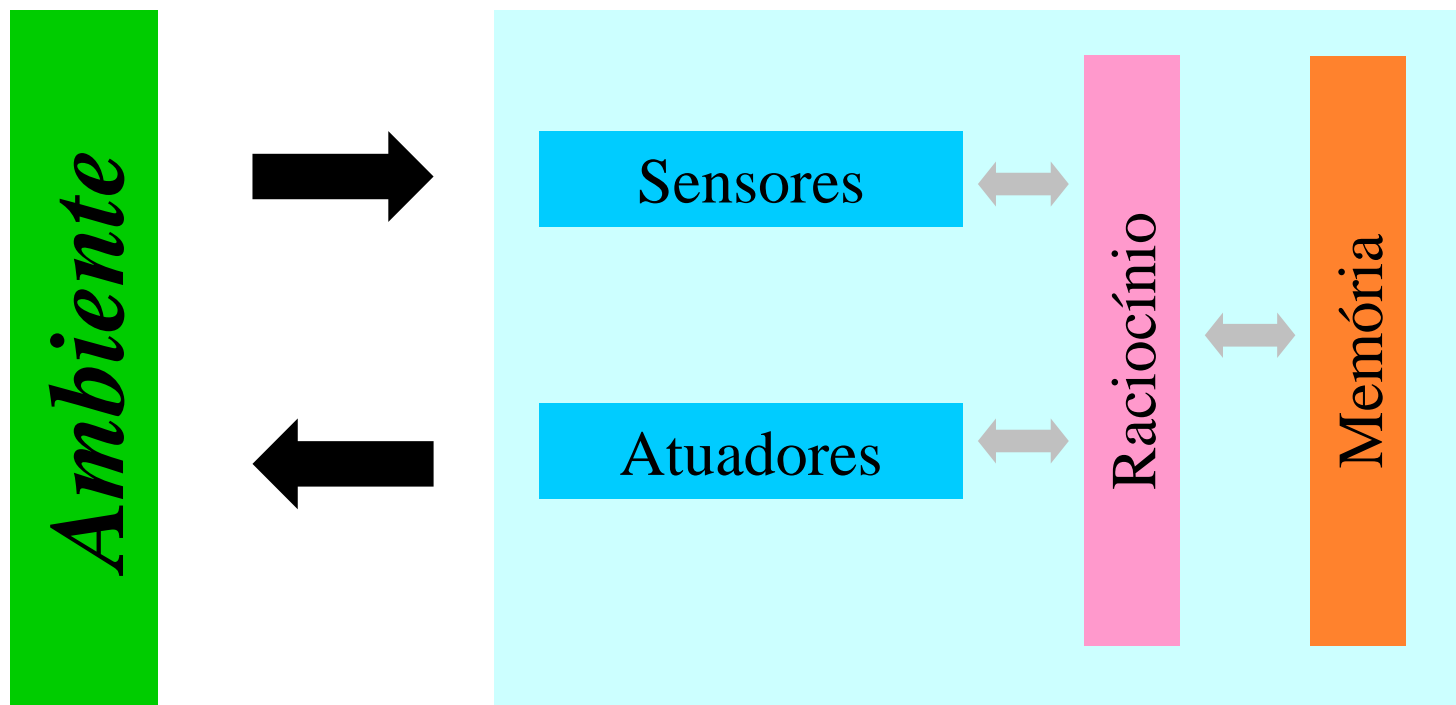 Ambiente
Sensores
Atuadores
Raciocínio
Memória